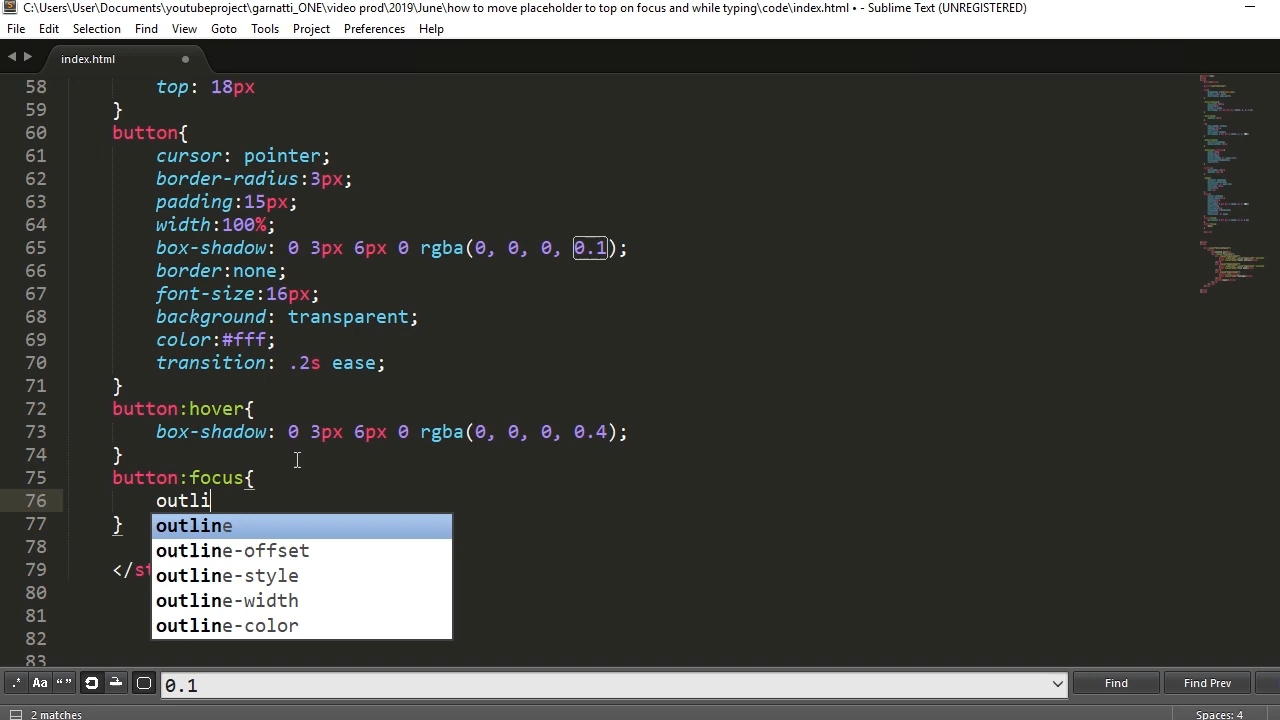 C:\Users\User\Documents\youtubeproject\garnatti_ONE\video prod\2019\June\how to move placeholder to top on focus and while typing\code\index.html • - Sublime Text (UNREGISTERED)
File Edit Selection Find View Goto Tools Project Preferences Help
index.html
58 top: 18px
59 }
60 button{
61 cursor: pointer;
62 border-radius:3px;
63 padding:15px;
64 width:100%;
65 box-shadow: 0 3px 6px 0 rgba(0, 0, 0, 0.1);
66 border:none;
67 font-size:16px;
68 background: transparent;
69 color:#fff;
70 transition: .2s ease;
71 }
72 button:hover{
73 box-shadow: 0 3px 6px 0 rgba(0, 0, 0, 0.4);
74 }
75 button:focus{
76 outli
77 }
outline
78
outline-offset
79 </st
outline-style
80
81
outline-width
82
outline-color
83
.* Aa “ ” 0.1 Find Find Prev
2 matches Spaces: 4